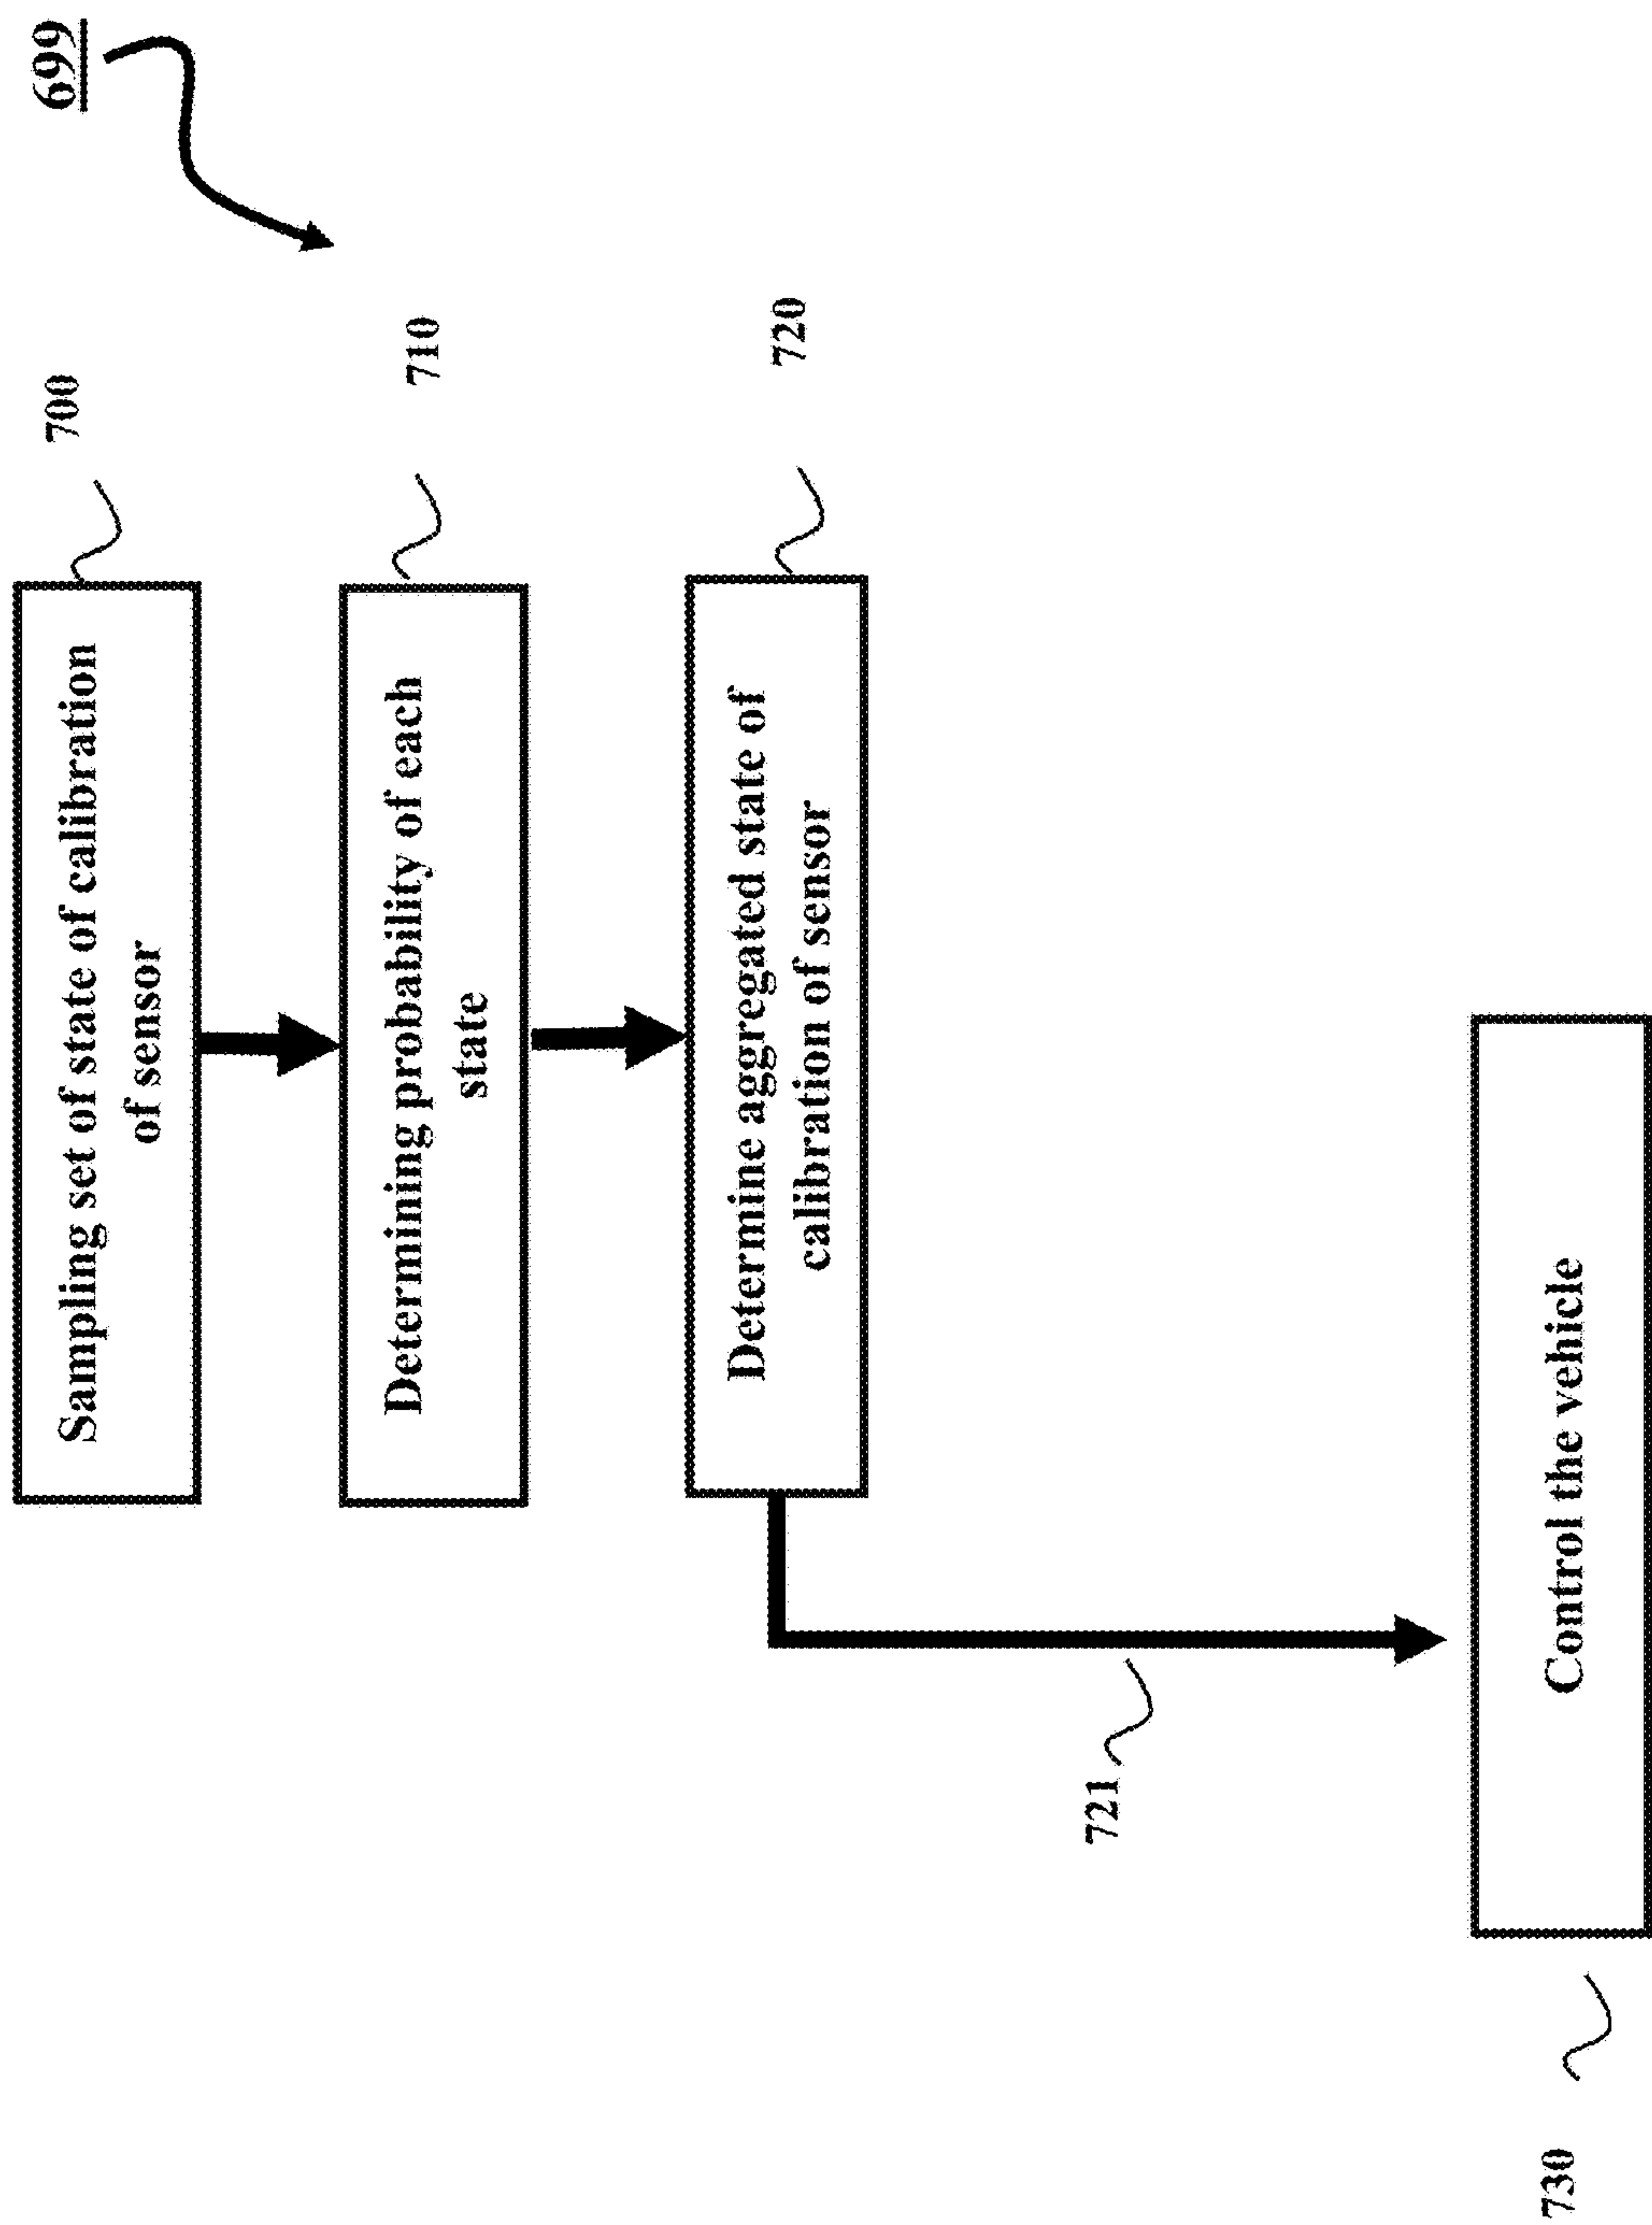 699
700
Sampling set of state of calibration
of sensor
710
Determining probability of each
state
720
Determine aggregated state of
calibration of sensor
721
Control the vehicle
730